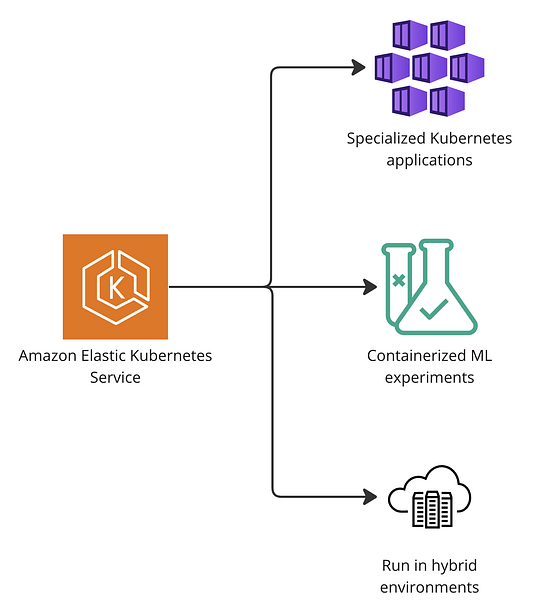 Specialized Kubernetes
applications
K
Amazon Elastic Kubernetes
Service
Containerized ML
experiments
Run in hybrid
environments